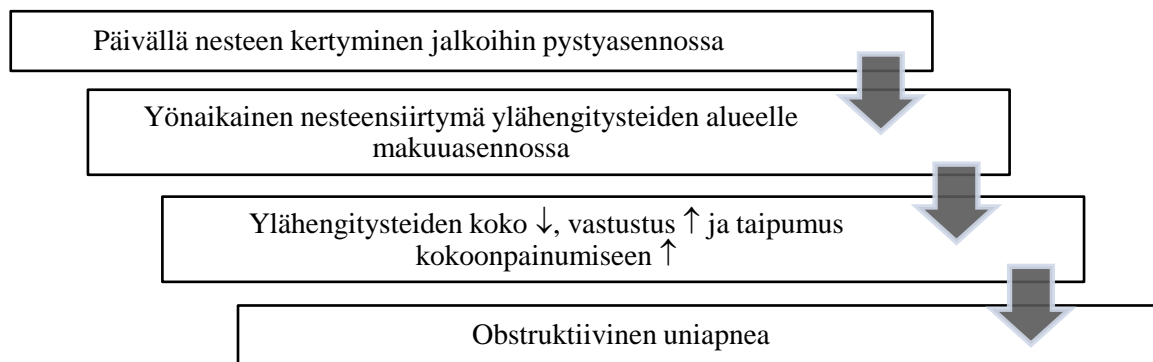 Päivällä nesteen kertyminen jalkoihin pystyasennossa
Yönaikainen nesteensiirtymä ylähengitysteiden alueelle
makuuasennossa
Ylähengitysteiden koko ↓, vastustus ↑ ja taipumus
kokoonpainumiseen ↑
Obstruktiivinen uniapnea